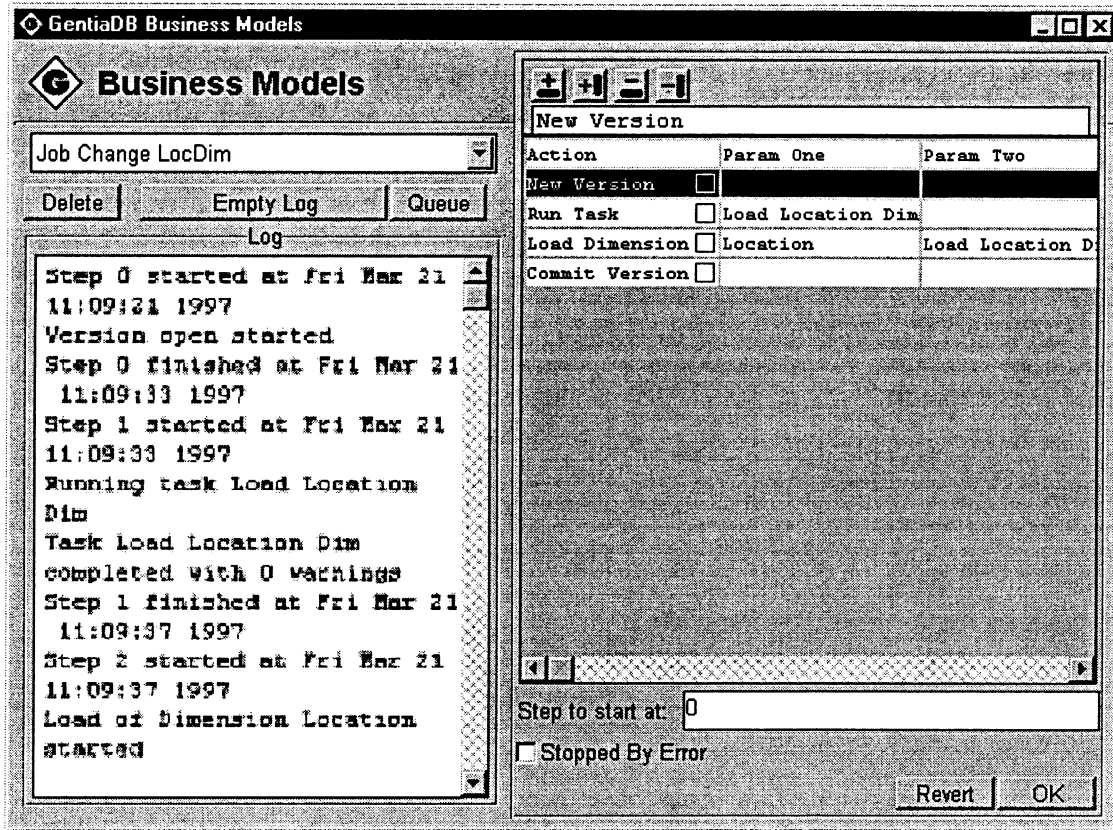 GentiaDB Business Models
G Business Models
Job Change LocDim
Delete Empty Log Queue
Log
Step 0 started at Fri Mar 21
11:09:21 1997
Version open started
Step 0 finished at Fri Mar 21
11:09:33 1997
Step 1 started at Fri Mar 21
11:09:33 1997
Running task Load Location
Dim
Task Load Location Dim
completed with 0 warnings
Step 1 finished at Fri Mar 21
11:09:37 1997
Step 2 started at Fri Mar 21
11:09:37 1997
Load of Dimension Location
started
New Version
Action Param One Param Two
New Version
Run Task Load Location Dim
Load Dimension Location Load Location D
Commit Version
Step to start at: 0
Stopped By Error
Revert OK